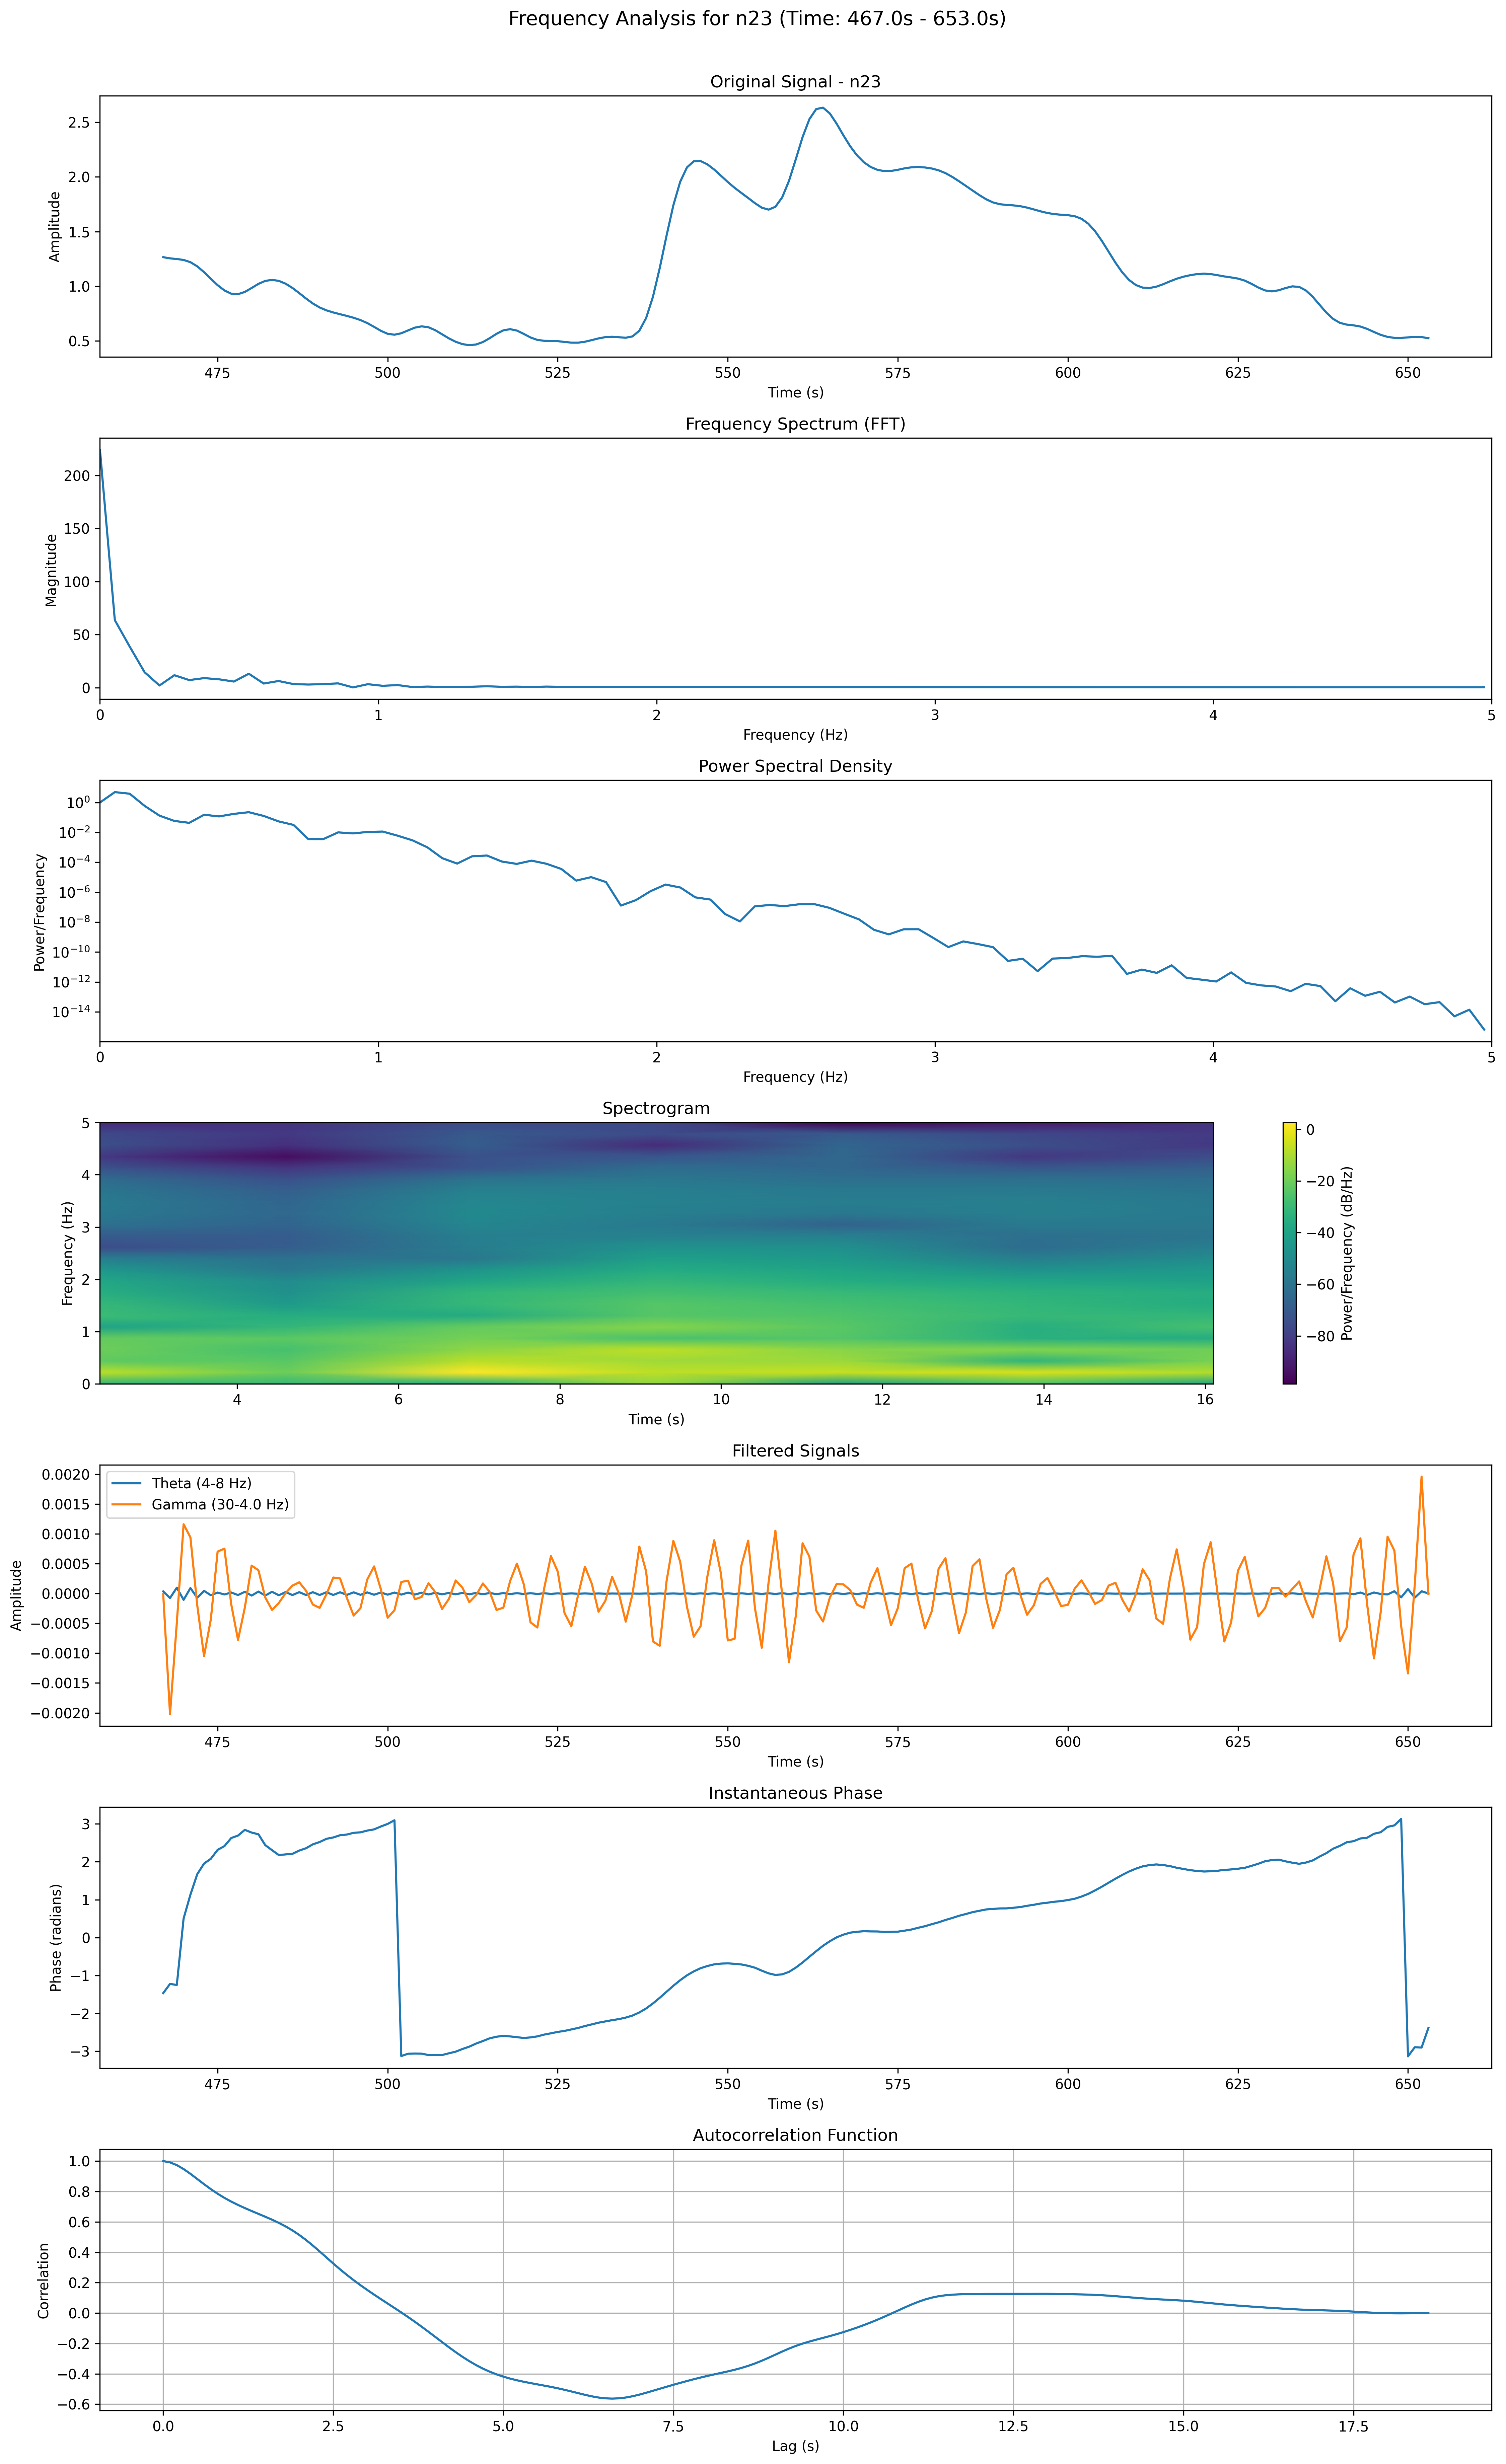 Frequency Analysis for n23 (Time: 467.0s - 653.0s)
Original Signal - n23
2.5
2.0
1.5
1.0
0.5
Amplitude
475 500 525 550 575 600 625 650
Time (s)
Frequency Spectrum (FFT)
200
150
100
50
0
Magnitude
0 1 2 3 4 5
Frequency (Hz)
Power Spectral Density
10⁰
10⁻²
10⁻⁴
10⁻⁶
10⁻⁸
10⁻¹⁰
10⁻¹²
10⁻¹⁴
Power/Frequency
0 1 2 3 4 5
Frequency (Hz)
Spectrogram
5
4
3
2
1
0
Frequency (Hz)
4 6 8 10 12 14 16
Time (s)
0
−20
−40
−60
−80
Power/Frequency (dB/Hz)
Filtered Signals
Theta (4-8 Hz)
Gamma (30-4.0 Hz)
0.0020
0.0015
0.0010
0.0005
0.0000
−0.0005
−0.0010
−0.0015
−0.0020
Amplitude
475 500 525 550 575 600 625 650
Time (s)
Instantaneous Phase
3
2
1
0
−1
−2
−3
Phase (radians)
475 500 525 550 575 600 625 650
Time (s)
Autocorrelation Function
1.0
0.8
0.6
0.4
0.2
0.0
−0.2
−0.4
−0.6
Correlation
0.0 2.5 5.0 7.5 10.0 12.5 15.0 17.5
Lag (s)